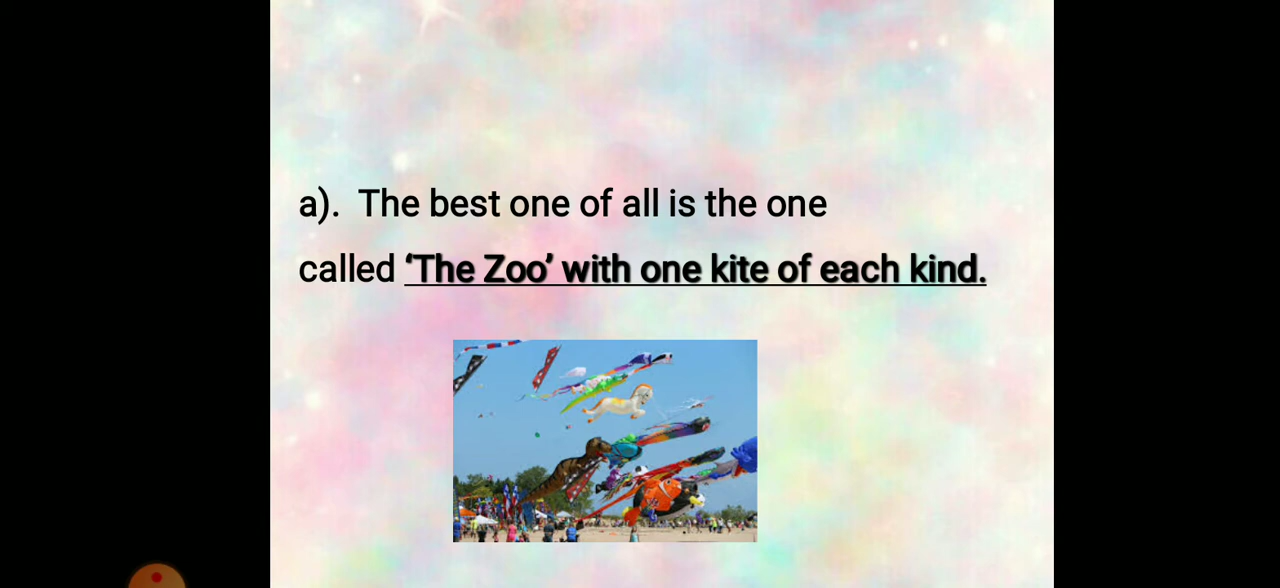 a). The best one of all is the one
called ‘The Zoo’ with one kite of each kind.